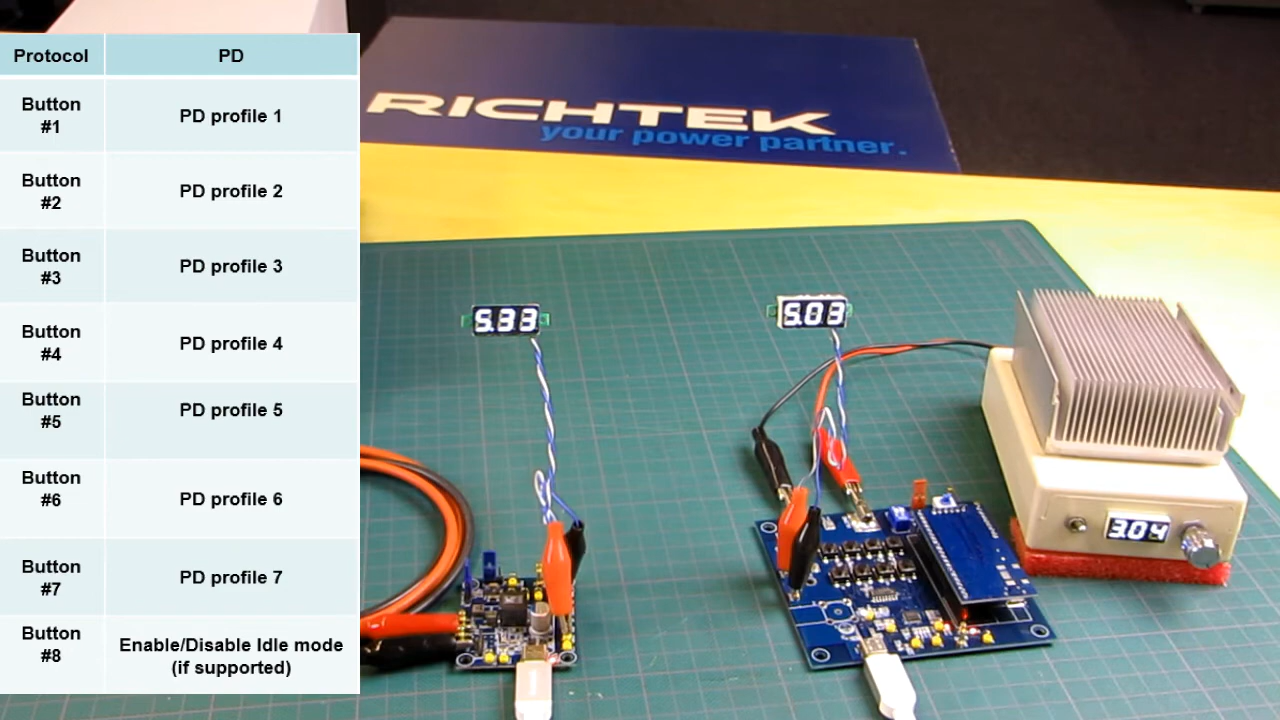 Protocol PD
Button
#1
PD profile 1
Button
#2
PD profile 2
Button
#3
PD profile 3
Button
#4
PD profile 4
Button
#5
PD profile 5
Button
#6
PD profile 6
Button
#7
PD profile 7
Button
#8
Enable/Disable Idle mode
(if supported)
RICHTEK
your power partner.
5.33
5.03
3.04